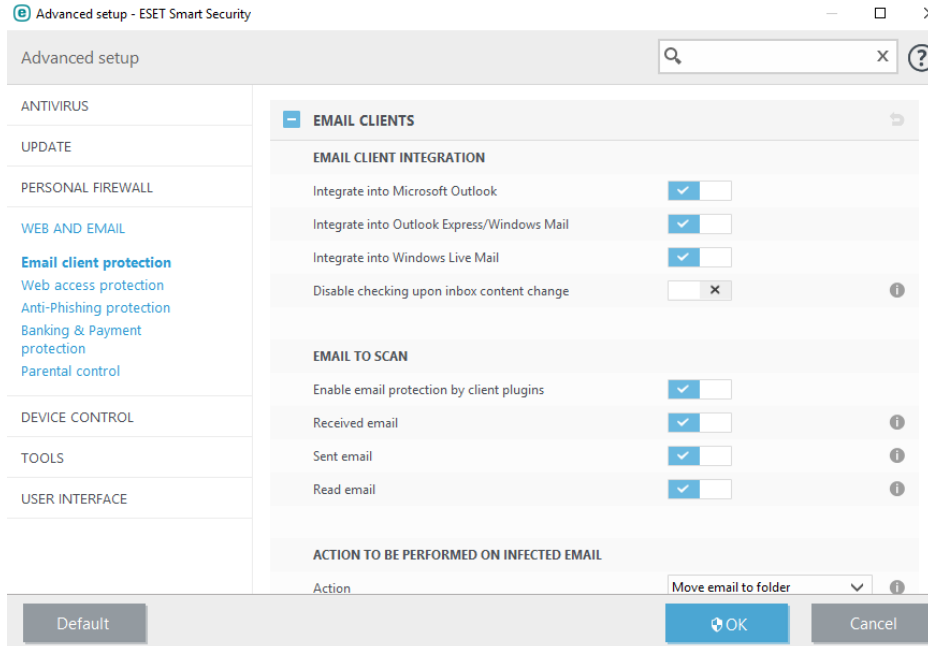 Advanced setup - ESET Smart Security
Advanced setup
ANTIVIRUS
UPDATE
PERSONAL FIREWALL
WEB AND EMAIL
Email client protection
Web access protection
Anti-Phishing protection
Banking & Payment
protection
Parental control
DEVICE CONTROL
TOOLS
USER INTERFACE
EMAIL CLIENTS
EMAIL CLIENT INTEGRATION
Integrate into Microsoft Outlook
Integrate into Outlook Express/Windows Mail
Integrate into Windows Live Mail
Disable checking upon inbox content change
EMAIL TO SCAN
Enable email protection by client plugins
Received email
Sent email
Read email
ACTION TO BE PERFORMED ON INFECTED EMAIL
Action Move email to folder
Default
OK
Cancel